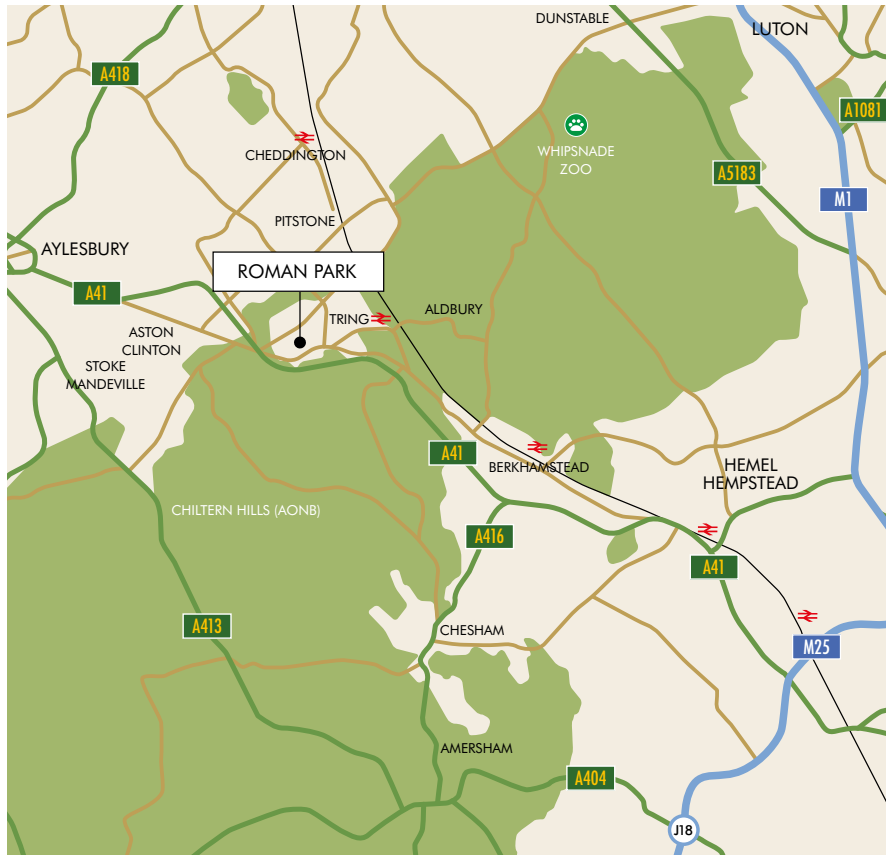 DUNSTABLE
LUTON
A418
A1081
CHEDDINGTON
WHIPSNADE
ZOO
A5183
M1
PITSTONE
AYLESBURY
ROMAN PARK
A41
TRING
ALDBURY
ASTON
CLINTON
STOKE
MANDEVILLE
A41
BERKHAMSTEAD
HEMEL
HEMPSTEAD
CHILTERN HILLS (AONB)
A416
A41
A413
CHESHAM
M25
AMERSHAM
A404
J18